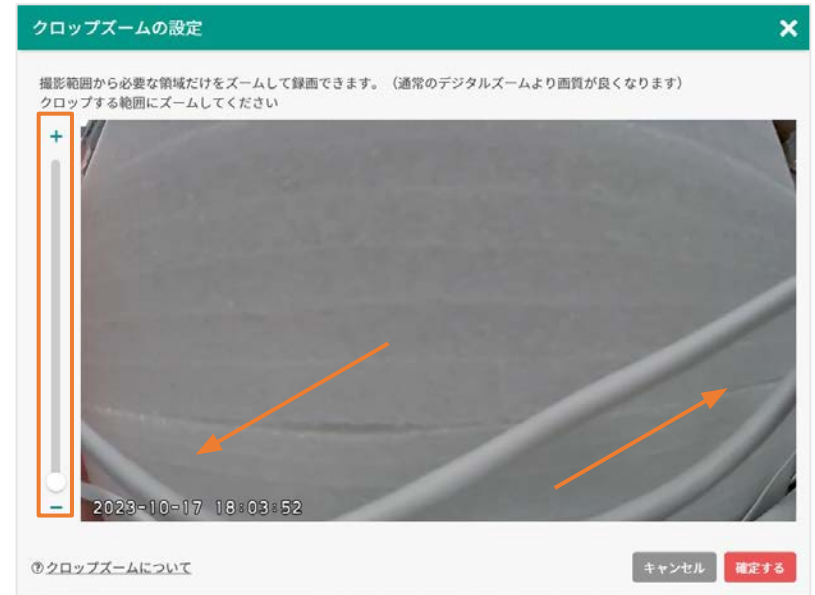 クロップズームの設定
撮影範囲から必要な領域だけをズームして録画できます。（通常のデジタルズームより画質が良くなります）
クロップする範囲にズームしてください
+
−
2023-10-17 18:03:52
クロップズームについて
キャンセル 確定する